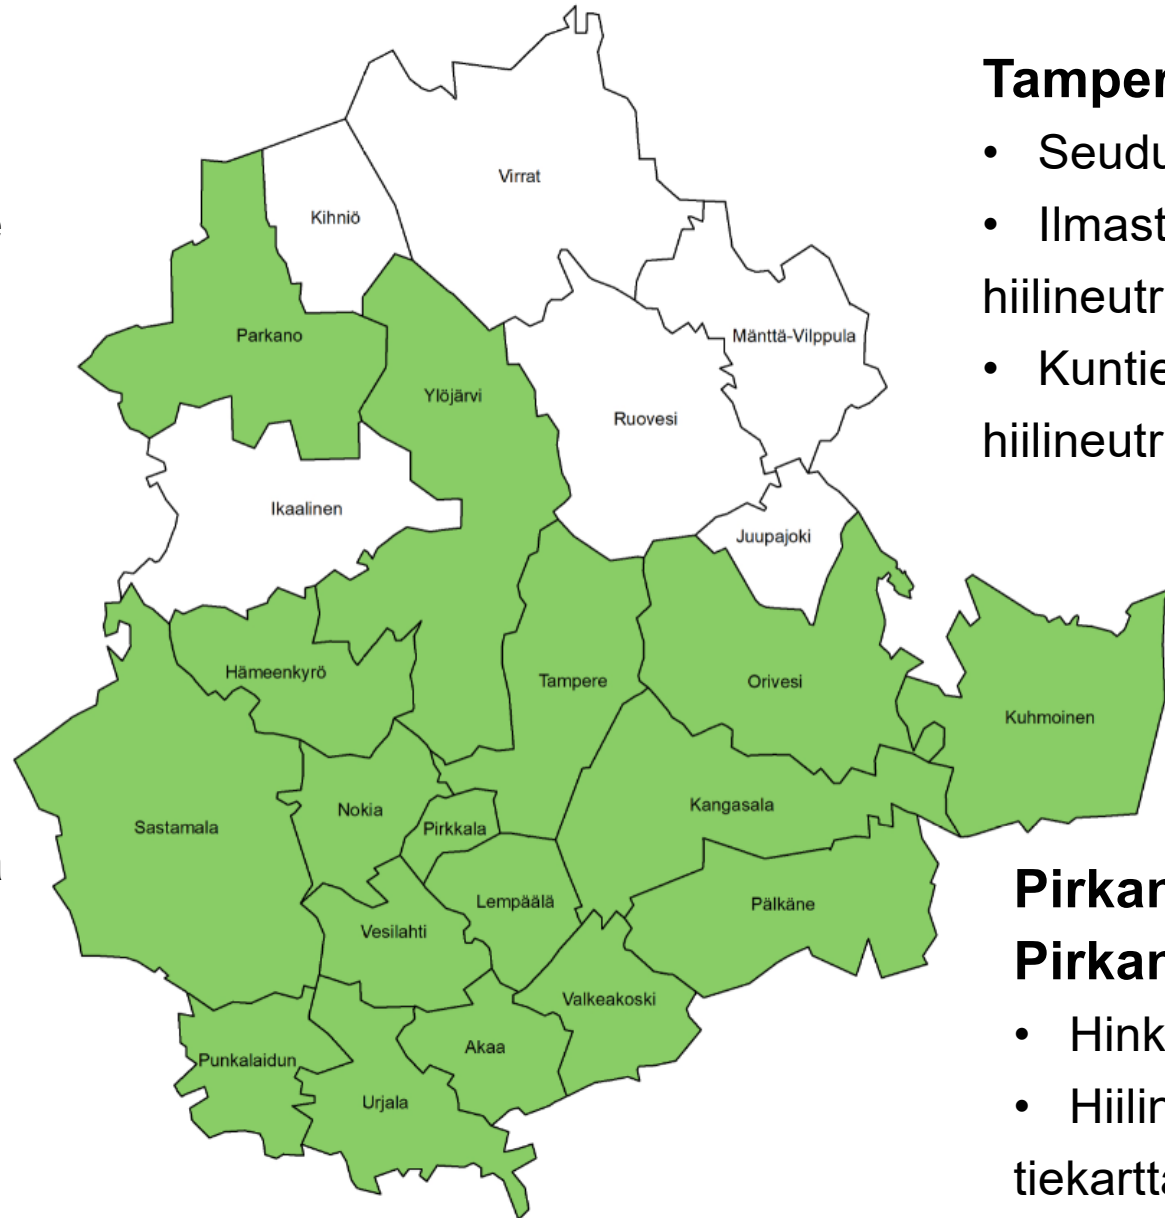 Virrat
Kihniö
Parkano
Mänttä-Vilppula
Ylöjärvi
Ruovesi
Ikaalinen
Juupajoki
Hämeenkyrö
Tampere
Orivesi
Kuhmoinen
Sastamala
Nokia
Pirkkala
Kangasala
Lempäälä
Pälkäne
Vesilahti
Valkeakoski
Punkalaidun
Akaa
Urjala
Tamper
• Seudu
• Ilmast
hiilineutr
• Kuntie
hiilineutr
Pirkan
Pirkan
• Hink
• Hiilin
tiekartta